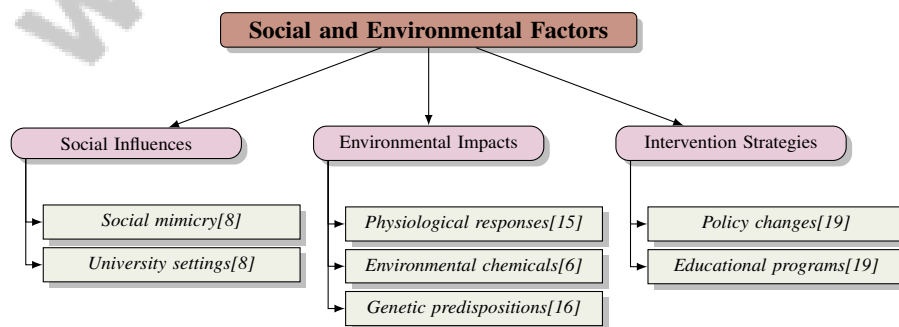 Social and Environmental Factors
Social Influences
Environmental Impacts
Intervention Strategies
Social mimicry[8]
University settings[8]
Physiological responses[15]
Environmental chemicals[6]
Genetic predispositions[16]
Policy changes[19]
Educational programs[19]